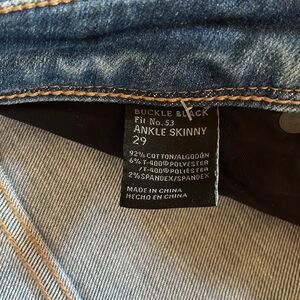 BUCKLE BLACK
Fit No. 53
ANKLE SKINNY
29
92% COTTON/ALGODÓN
6% T-400® POLYESTER
/T-400® POLIÉSTER
2% SPANDEX/SPANDEX
MADE IN CHINA
HECHO EN CHINA